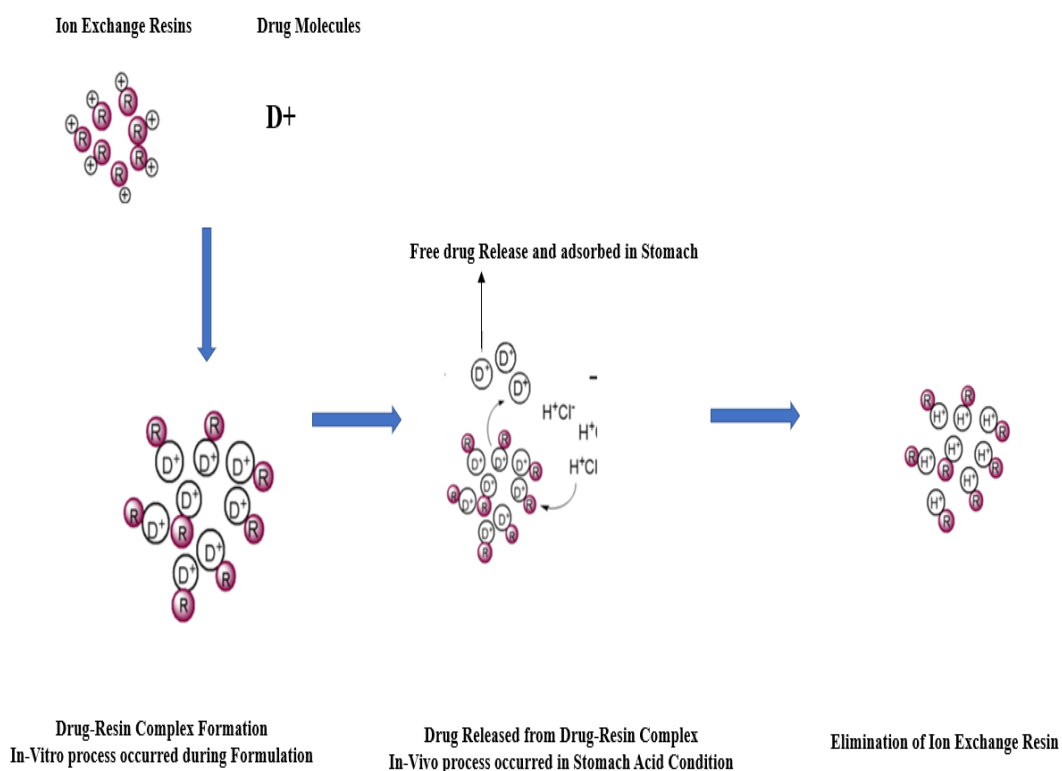 Ion Exchange Resins
Drug Molecules
+
+
+
+
+
+
+
R
R
R
R
R
R
R
D+
Free drug Release and adsorbed in Stomach
D+
D+
D+
H+Cl-
H+
H+Cl
R
R
D+
D+
D+
R
D+
D+
R
D+
R
R
D+
D+
R
R
R
R
D+
D+
D+
R
R
D+
D+
D+
R
R
D+
R
D+
R
D+
R
R
R
H+
H+
H+
R
R
H+
H+
R
H+
R
H+
R
H+
R
Drug-Resin Complex Formation
In-Vitro process occurred during Formulation
Drug Released from Drug-Resin Complex
In-Vivo process occurred in Stomach Acid Condition
Elimination of Ion Exchange Resin